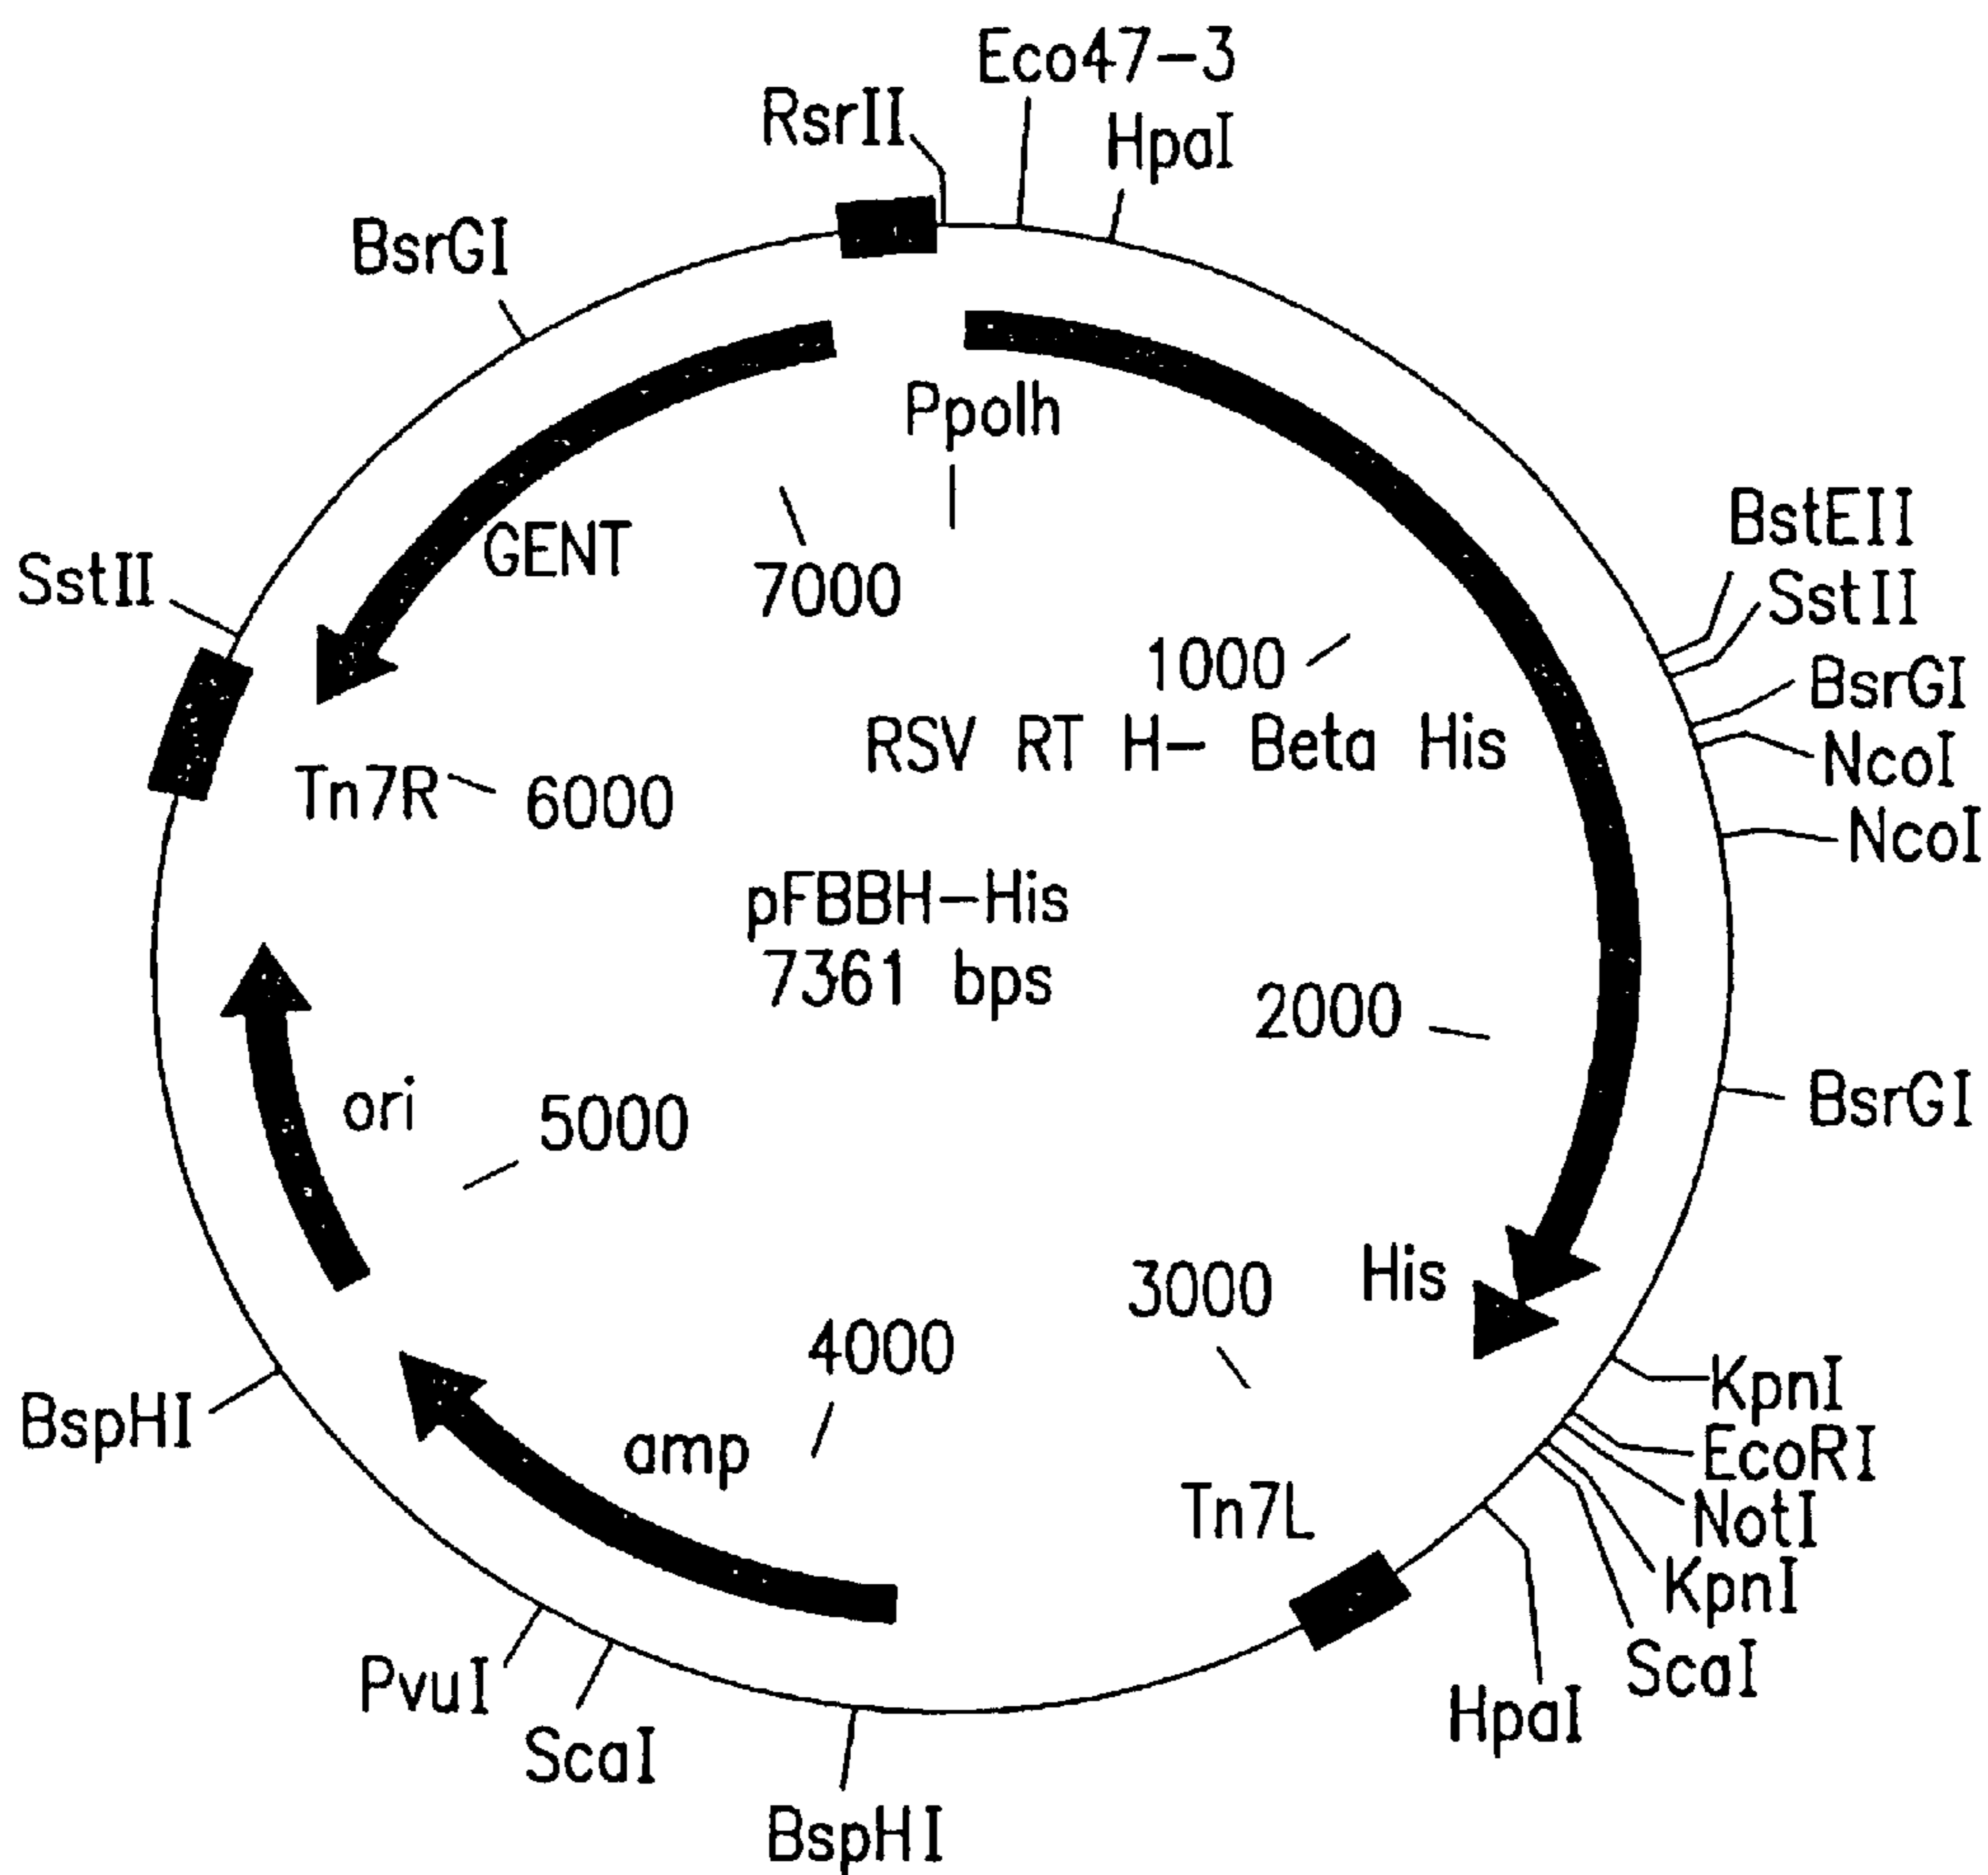 Eco47-3
RsrII
HpaI
BsrGI
Ppolh
BstEII
GENT
SstII
SstII
7000
1000
BsrGI
RSV RT H- Beta His
NcoI
Tn7R
6000
NcoI
pFBBH-His
7361 bps
2000
ori
5000
BsrGI
His
3000
4000
KpnI
BspHI
amp
EcoRI
Tn7L
NotI
KpnI
PvuI
ScaI
HpaI
ScaI
BspHI